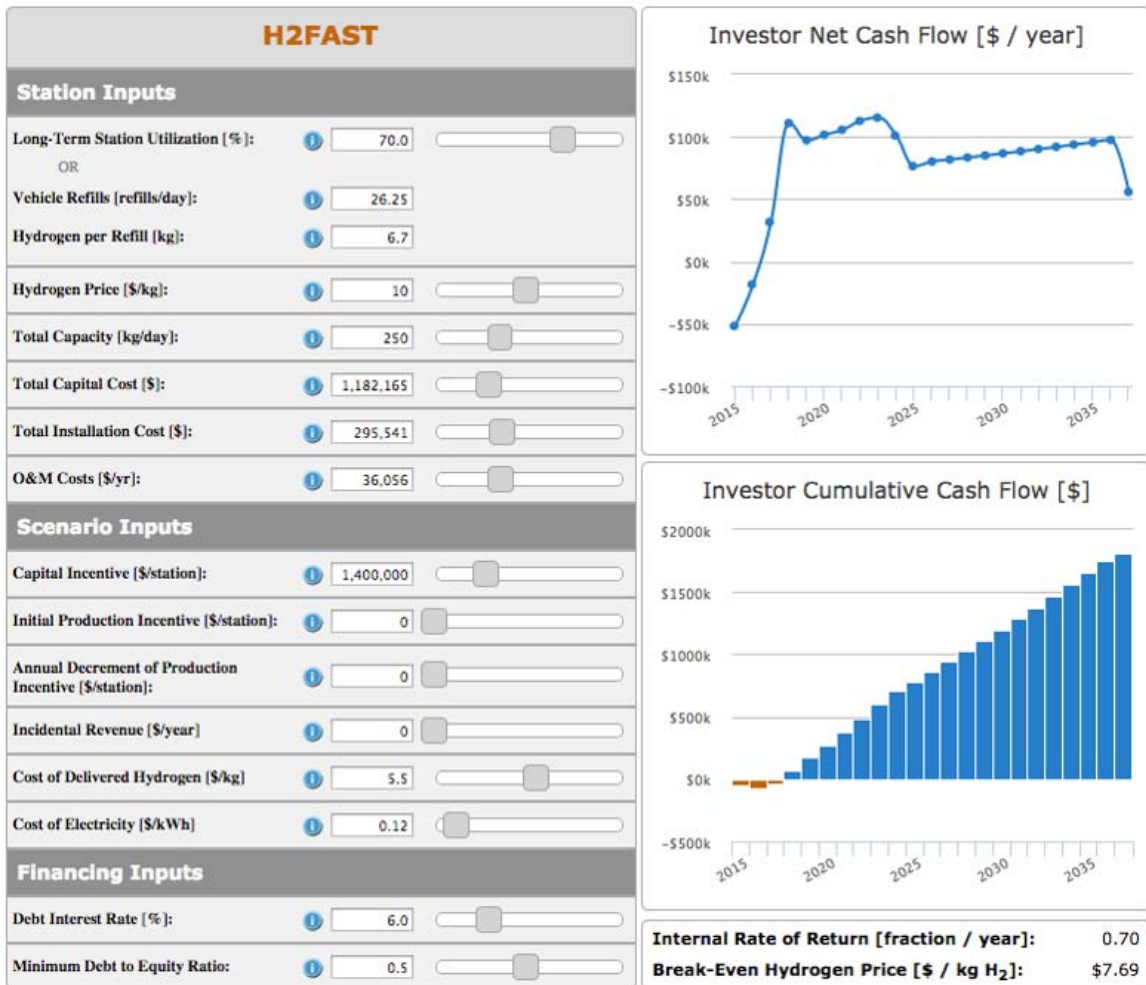 H2FAST
Station Inputs
Long-Term Station Utilization [%]: i 70.0
OR
Vehicle Refills [refills/day]: i 26.25
Hydrogen per Refill [kg]: i 6.7
Hydrogen Price [$/kg]: i 10
Total Capacity [kg/day]: i 250
Total Capital Cost [$]: i 1,182,165
Total Installation Cost [$]: i 295,541
O&M Costs [$/yr]: i 36,056
Scenario Inputs
Capital Incentive [$/station]: i 1,400,000
Initial Production Incentive [$/station]: i 0
Annual Decrement of Production
Incentive [$/station]: i 0
Incidental Revenue [$/year] i 0
Cost of Delivered Hydrogen [$/kg] i 5.5
Cost of Electricity [$/kWh] i 0.12
Financing Inputs
Debt Interest Rate [%]: i 6.0
Minimum Debt to Equity Ratio: i 0.5
Investor Net Cash Flow [$ / year]
$150k
$100k
$50k
$0k
−$50k
−$100k
2015 2020 2025 2030 2035
Investor Cumulative Cash Flow [$]
$2000k
$1500k
$1000k
$500k
$0k
−$500k
2015 2020 2025 2030 2035
Internal Rate of Return [fraction / year]: 0.70
Break-Even Hydrogen Price [$ / kg H2]: $7.69